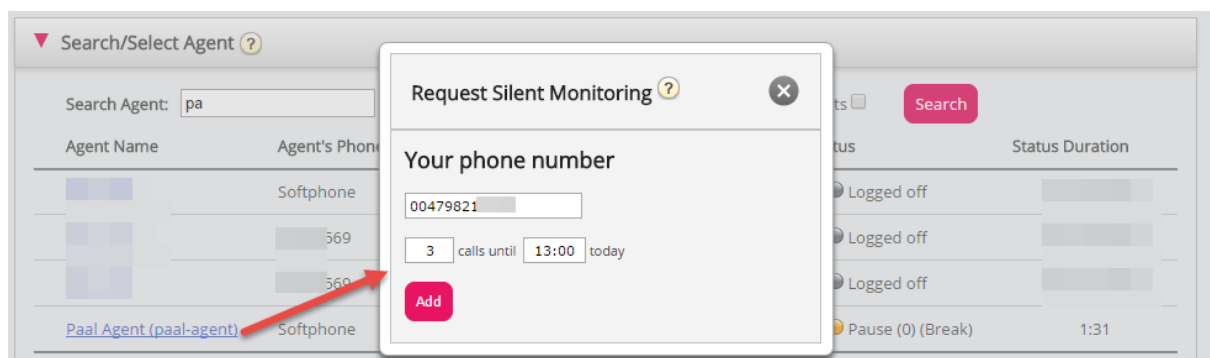 Search/Select Agent ?
Request Silent Monitoring ?
Search Agent: pa
ts Search
Agent Name Agent's Phone tus Status Duration
Your phone number
Softphone Logged off
00479821
569 Logged off
3 calls until 13:00 today
569 Logged off
Add
Paal Agent (paal-agent) Softphone Pause (0) (Break) 1:31